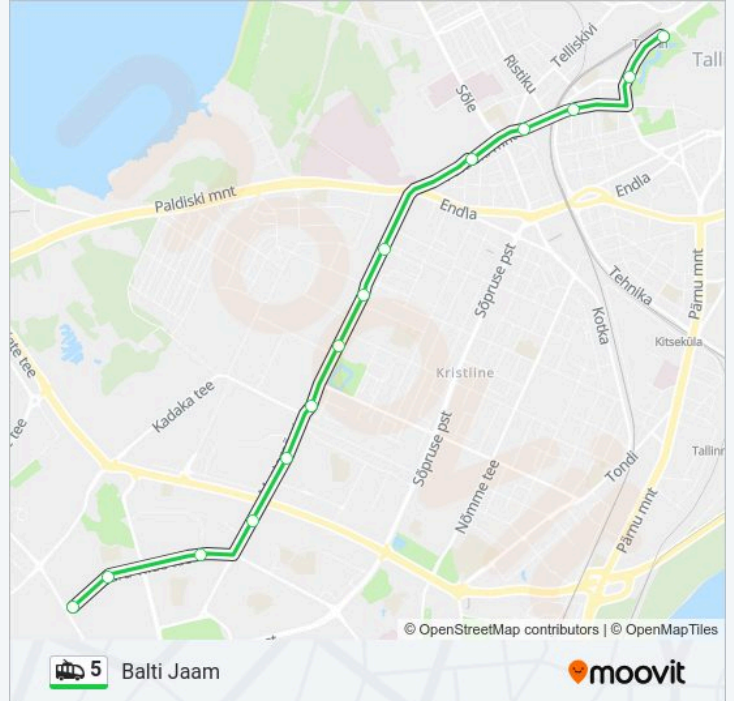 Telliskivi
Tall
Ristiku
Sõle
Endla
Paldiski mnt
Endla
Sõpruse pst
Pärnu mnt
Tehnika
Kotka
Kitseküla
Kristiine
Kadaka tee
Sõpruse pst
Tallinn
Tondi
Nõmme tee
Pärnu mnt
tee
© OpenStreetMap contributors | © OpenMapTiles
5 Balti Jaam
moovit